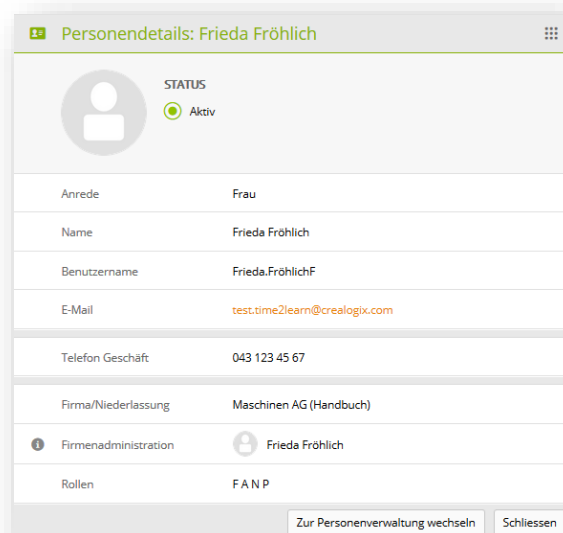 Personendetails: Frieda Fröhlich
STATUS
Aktiv
Anrede Frau
Name Frieda Fröhlich
Benutzername Frieda.FröhlichF
E-Mail test.time2learn@crealogix.com
Telefon Geschäft 043 123 45 67
Firma/Niederlassung Maschinen AG (Handbuch)
Firmenadministration Frieda Fröhlich
Rollen F A N P
Zur Personenverwaltung wechseln Schliessen